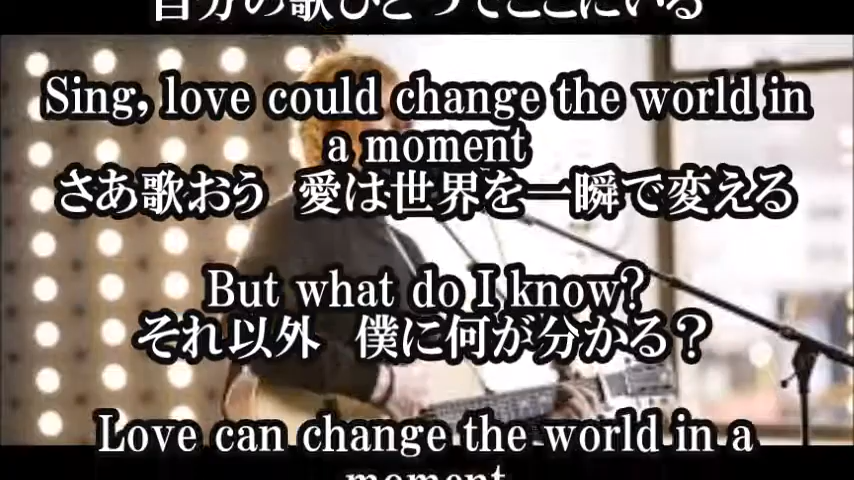 自分の歌ひとつでここにいる
Sing, love could change the world in
a moment
さあ歌おう 愛は世界を一瞬で変える
But what do I know?
それ以外 僕に何が分かる?
Love can change the world in a
moment